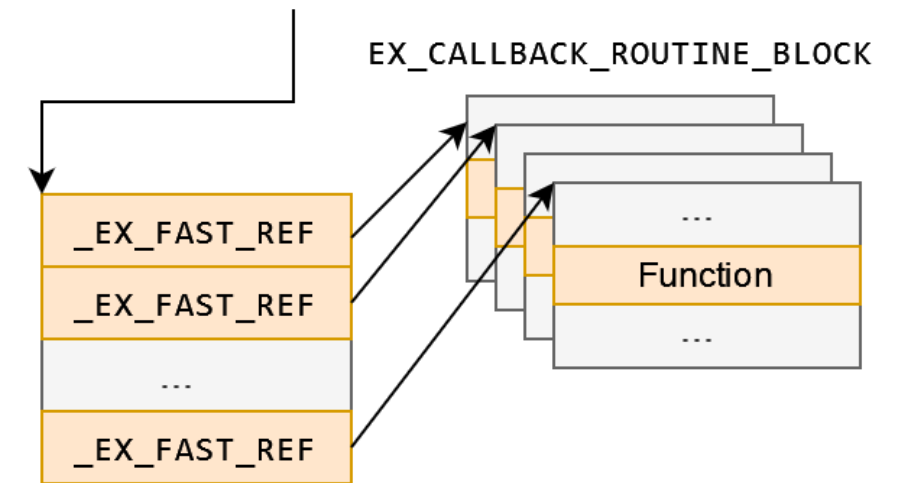 EX_CALLBACK_ROUTINE_BLOCK
_EX_FAST_REF
_EX_FAST_REF
...
_EX_FAST_REF
...
Function
...